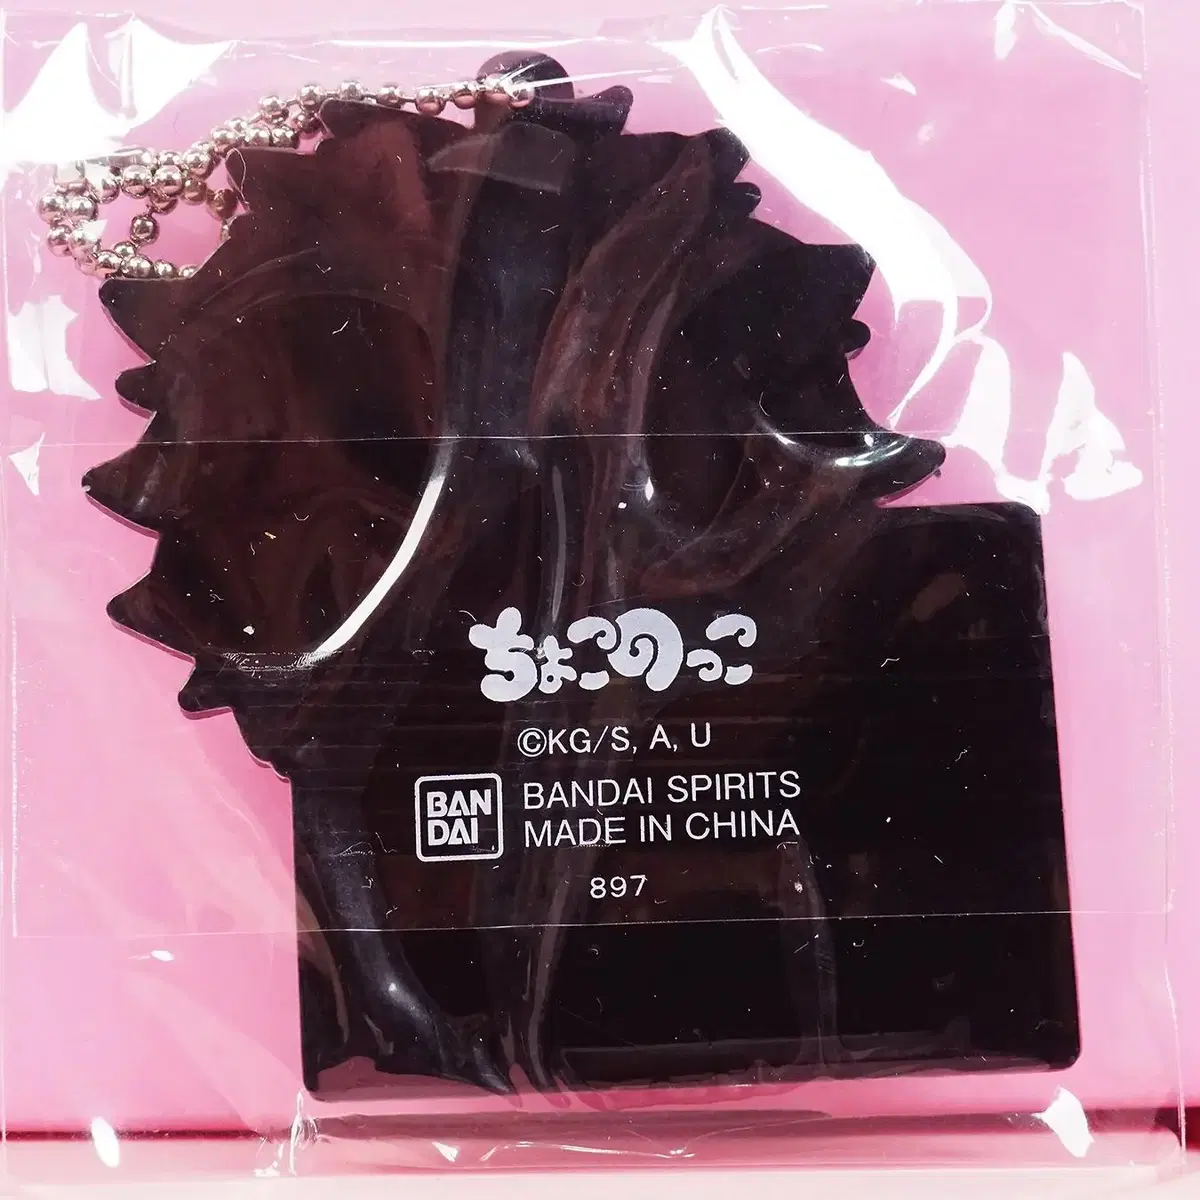 ちょこのっこ
©KG/S, A, U
BAN
DAI
BANDAI SPIRITS
MADE IN CHINA
897